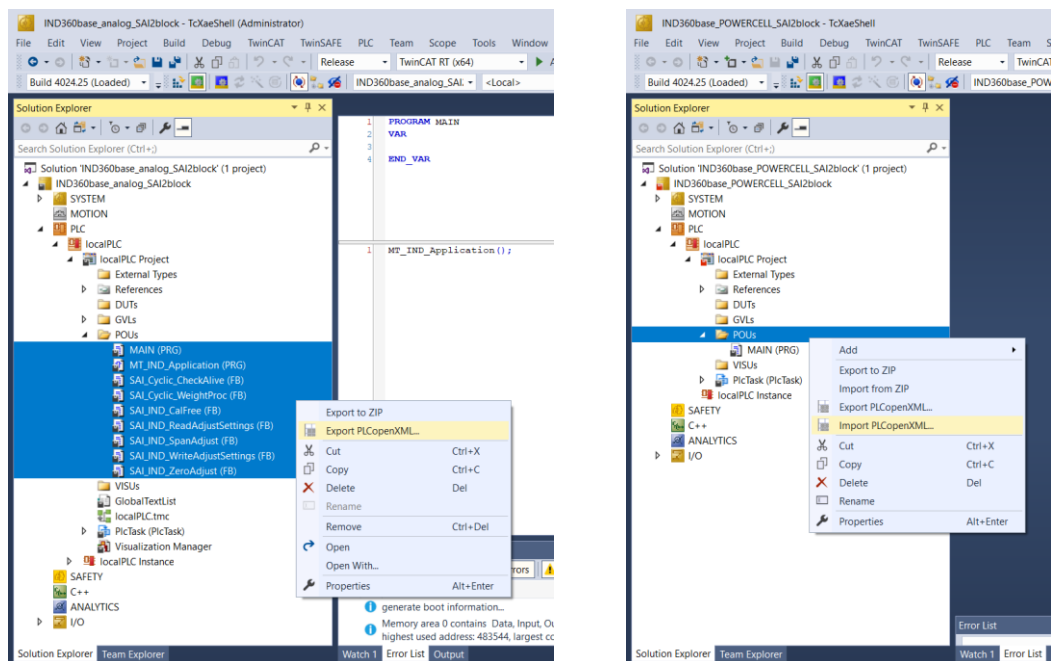 IND360base_analog_SAI2block - TcXaeShell (Administrator)
File Edit View Project Build Debug TwinCAT TwinSAFE PLC Team Scope Tools Window
Release TwinCAT RT (x64)
Build 4024.25 (Loaded) IND360base_analog_SAI. <Local>
Solution Explorer
Search Solution Explorer (Ctrl+;)
Solution 'IND360base_analog_SAI2block' (1 project)
IND360base_analog_SAI2block
SYSTEM
MOTION
PLC
localPLC
localPLC Project
External Types
References
DUTs
GVLs
POUs
MAIN (PRG)
MT_IND_Application (PRG)
SAI_Cyclic_CheckAlive (FB)
SAI_Cyclic_WeightProc (FB)
SAI_IND_CalFree (FB)
SAI_IND_ReadAdjustSettings (FB)
SAI_IND_SpanAdjust (FB)
SAI_IND_WriteAdjustSettings (FB)
SAI_IND_ZeroAdjust (FB)
VISUs
GlobalTextList
localPLC.tmc
PlcTask (PlcTask)
Visualization Manager
localPLC Instance
SAFETY
C++
ANALYTICS
I/O
Solution Explorer Team Explorer
1 PROGRAM MAIN
2 VAR
3
4 END_VAR
1 MT_IND_Application();
Export to ZIP
Export PLCopenXML...
Cut Ctrl+X
Copy Ctrl+C
Delete Del
Rename
Remove Ctrl+Del
Open
Open With...
Properties Alt+Enter
rors
generate boot information...
Memory area 0 contains Data, Input, Ou
highest used address: 483544, largest co
Watch 1 Error List Output
IND360base_POWERCELL_SAI2block - TcXaeShell
File Edit View Project Build Debug TwinCAT TwinSAFE PLC Team S
Release TwinCA
Build 4024.25 (Loaded) IND360base_POW
Solution Explorer
Search Solution Explorer (Ctrl+;)
Solution 'IND360base_POWERCELL_SAI2block' (1 project)
IND360base_POWERCELL_SAI2block
SYSTEM
MOTION
PLC
localPLC
localPLC Project
External Types
References
DUTs
GVLs
POUs
MAIN (PRG)
VISUs
PlcTask (PlcTask)
localPLC Instance
SAFETY
C++
ANALYTICS
I/O
Add
Export to ZIP
Import from ZIP
Export PLCopenXML...
Import PLCopenXML...
Cut Ctrl+X
Copy Ctrl+C
Delete Del
Rename
Properties Alt+Enter
Error List
Solution Explorer Team Explorer
Watch 1 Error List